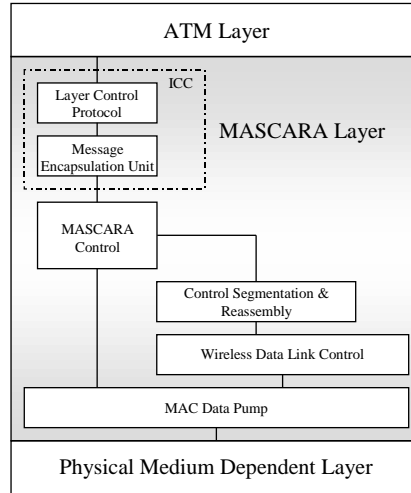 ATM Layer
ICC
Layer Control
Protocol
MASCARA Layer
Message
Encapsulation Unit
MASCARA
Control
Control Segmentation &
Reassembly
Wireless Data Link Control
MAC Data Pump
Physical Medium Dependent Layer